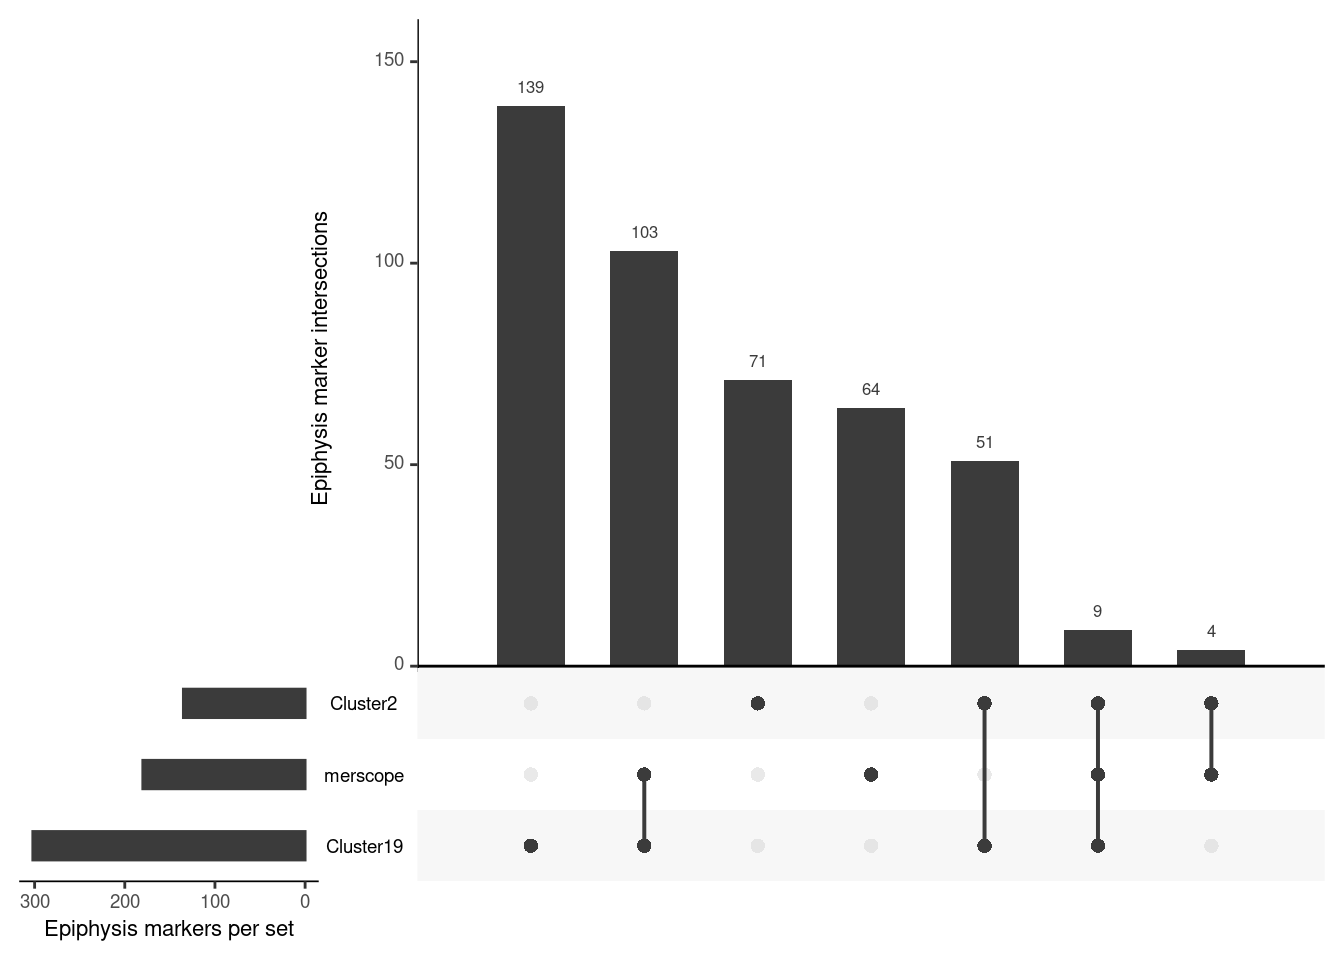 150
139
103
Epiphysis marker intersections
100
71
64
50
51
9
4
0
Cluster2
merscope
Cluster19
300 200 100 0
Epiphysis markers per set